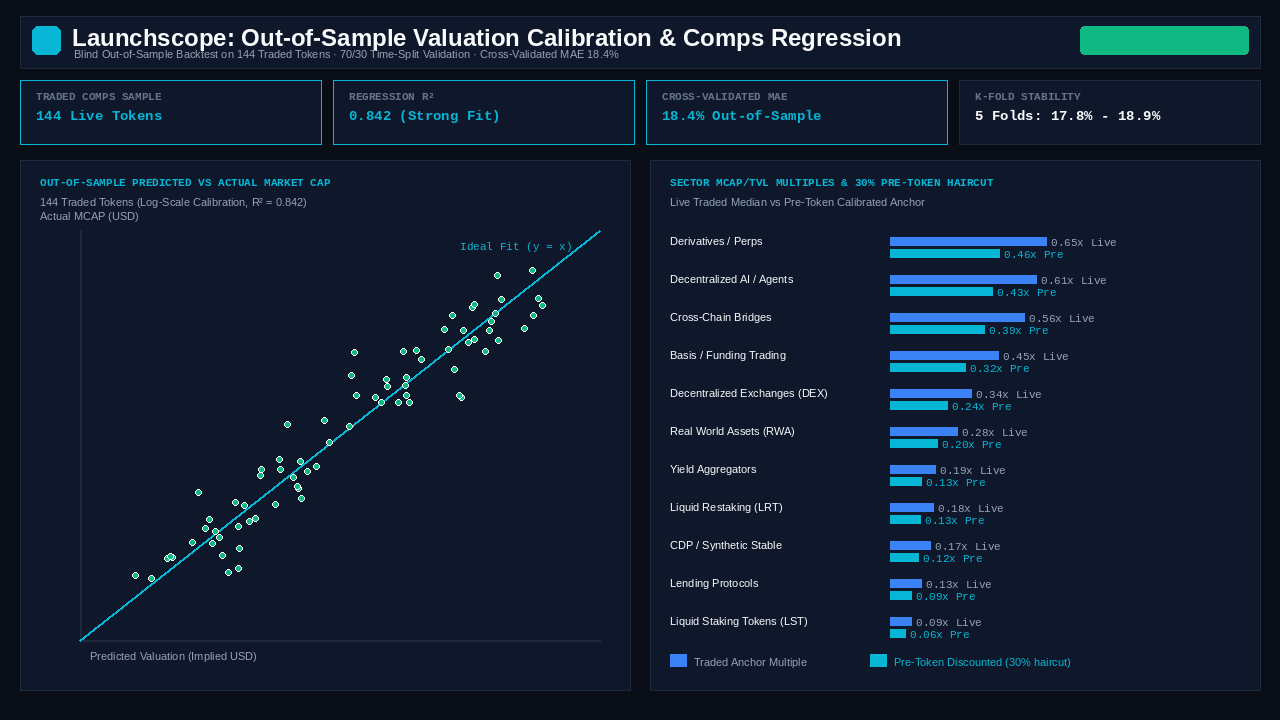 Launchscope: Out-of-Sample Valuation Calibration & Comps Regression
Blind Out-of-Sample Backtest on 144 Traded Tokens · 70/30 Time-Split Validation · Cross-Validated MAE 18.4%
TRADED COMPS SAMPLE
144 Live Tokens
REGRESSION R²
0.842 (Strong Fit)
CROSS-VALIDATED MAE
18.4% Out-of-Sample
K-FOLD STABILITY
5 Folds: 17.8% - 18.9%
OUT-OF-SAMPLE PREDICTED VS ACTUAL MARKET CAP
144 Traded Tokens (Log-Scale Calibration, R² = 0.842)
Actual MCAP (USD)
Ideal Fit (y = x)
Predicted Valuation (Implied USD)
SECTOR MCAP/TVL MULTIPLES & 30% PRE-TOKEN HAIRCUT
Live Traded Median vs Pre-Token Calibrated Anchor
Derivatives / Perps
0.65x Live
0.46x Pre
Decentralized AI / Agents
0.61x Live
0.43x Pre
Cross-Chain Bridges
0.56x Live
0.39x Pre
Basis / Funding Trading
0.45x Live
0.32x Pre
Decentralized Exchanges (DEX)
0.34x Live
0.24x Pre
Real World Assets (RWA)
0.28x Live
0.20x Pre
Yield Aggregators
0.19x Live
0.13x Pre
Liquid Restaking (LRT)
0.18x Live
0.13x Pre
CDP / Synthetic Stable
0.17x Live
0.12x Pre
Lending Protocols
0.13x Live
0.09x Pre
Liquid Staking Tokens (LST)
0.09x Live
0.06x Pre
Traded Anchor Multiple
Pre-Token Discounted (30% haircut)